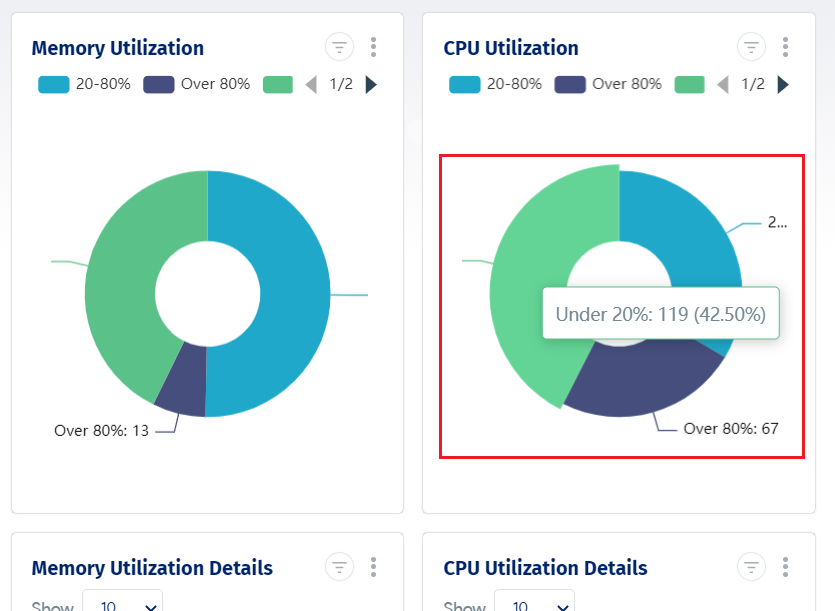 Memory Utilization
20-80% Over 80% 1/2
Over 80%: 13
CPU Utilization
20-80% Over 80% 1/2
2...
Under 20%: 119 (42.50%)
Over 80%: 67
Memory Utilization Details
Show 10
CPU Utilization Details
Show 10